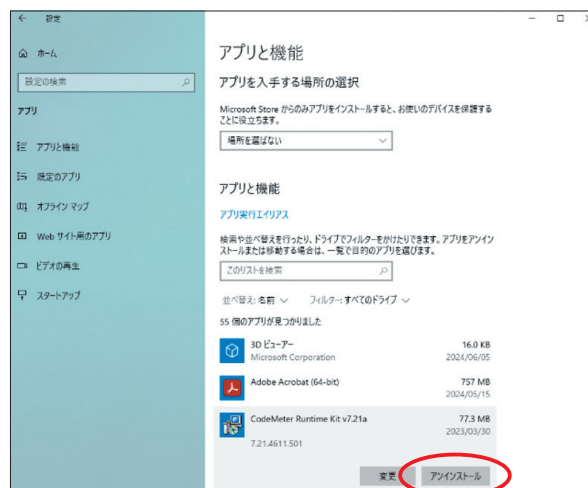 設定
ホーム
設定の検索
アプリ
アプリと機能
既定のアプリ
オフライン マップ
Web サイト用のアプリ
ビデオの再生
スタートアップ
アプリと機能
アプリを入手する場所の選択
Microsoft Store からのみアプリをインストールすると、お使いのデバイスを保護する
ことに役立ちます。
場所を選ばない
アプリと機能
アプリ実行エイリアス
検索や並べ替えを行ったり、ドライブでフィルターをかけたりできます。アプリをアンイン
ストールまたは移動する場合は、一覧で目的のアプリを選びます。
このリストを検索
並べ替え: 名前 フィルター: すべてのドライブ
55 個のアプリが見つかりました
3D ビューアー 16.0 KB
Microsoft Corporation 2024/06/05
Adobe Acrobat (64-bit) 757 MB
2024/05/15
CodeMeter Runtime Kit v7.21a 77.3 MB
2023/03/30
7.21.4611.501
変更 アンインストール